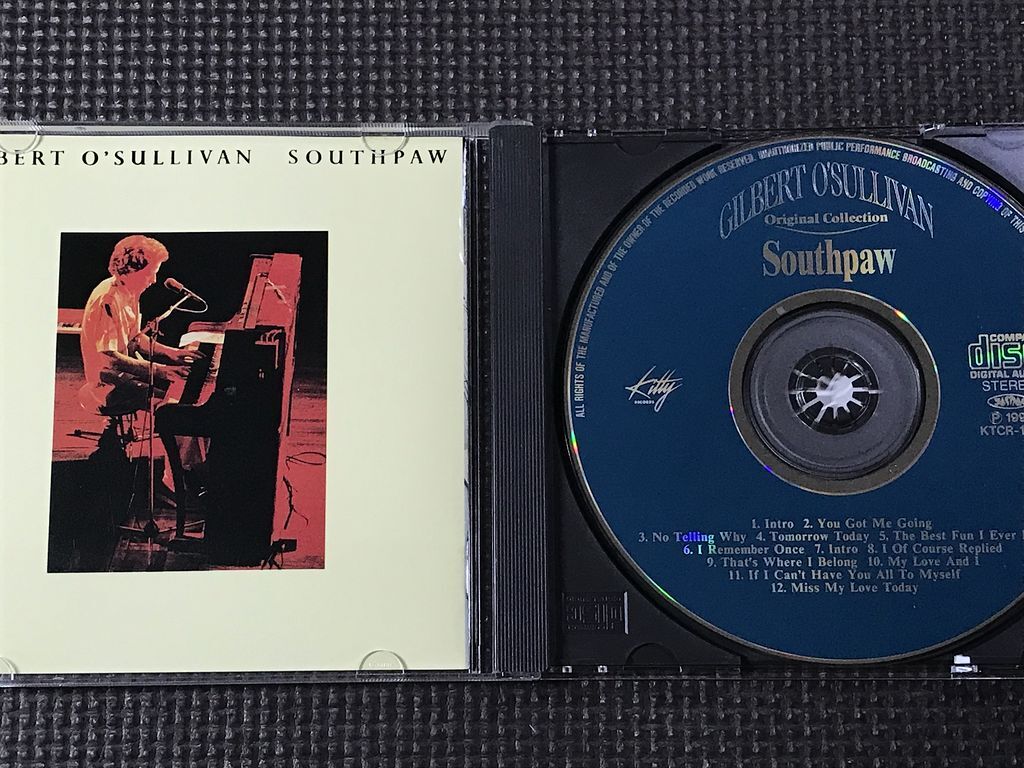 BERT O'SULLIVAN SOUTHPAW
ALL RIGHTS OF THE MANUFACTURED AND OF THE OWNER OF THE RECORDED WORK RESERVED. UNAUTHORIZED PUBLIC PERFORMANCE BROADCASTING AND COPYING OF THIS
GILBERT O'SULLIVAN
Original Collection
Southpaw
Kitty
RECORDS
COMPA
disc
DIGITAL AU
STERE
℗ 199
KTCR-1
1. Intro 2. You Got Me Going
3. No Telling Why 4. Tomorrow Today 5. The Best Fun I Ever
6. I Remember Once 7. Intro 8. I Of Course Replied
9. That's Where I Belong 10. My Love And I
11. If I Can't Have You All To Myself
12. Miss My Love Today